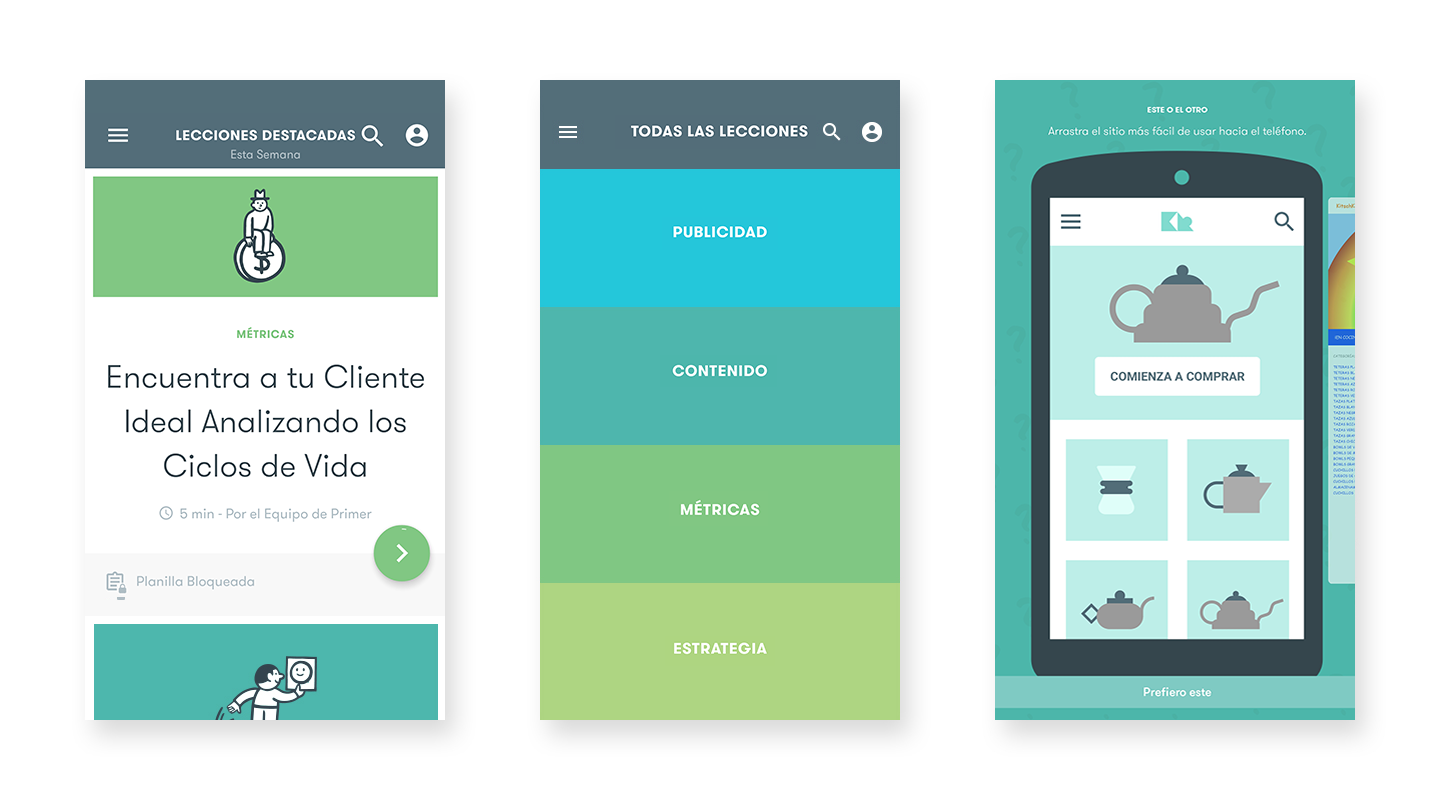 LECCIONES DESTACADAS
Esta Semana
MÉTRICAS
Encuentra a tu Cliente
Ideal Analizando los
Ciclos de Vida
5 min - Por el Equipo de Primer
Planilla Bloqueada
TODAS LAS LECCIONES
PUBLICIDAD
CONTENIDO
MÉTRICAS
ESTRATEGIA
ESTE O EL OTRO
Arrastra el sitio más fácil de usar hacia el teléfono.
COMIENZA A COMPRAR
Prefiero este